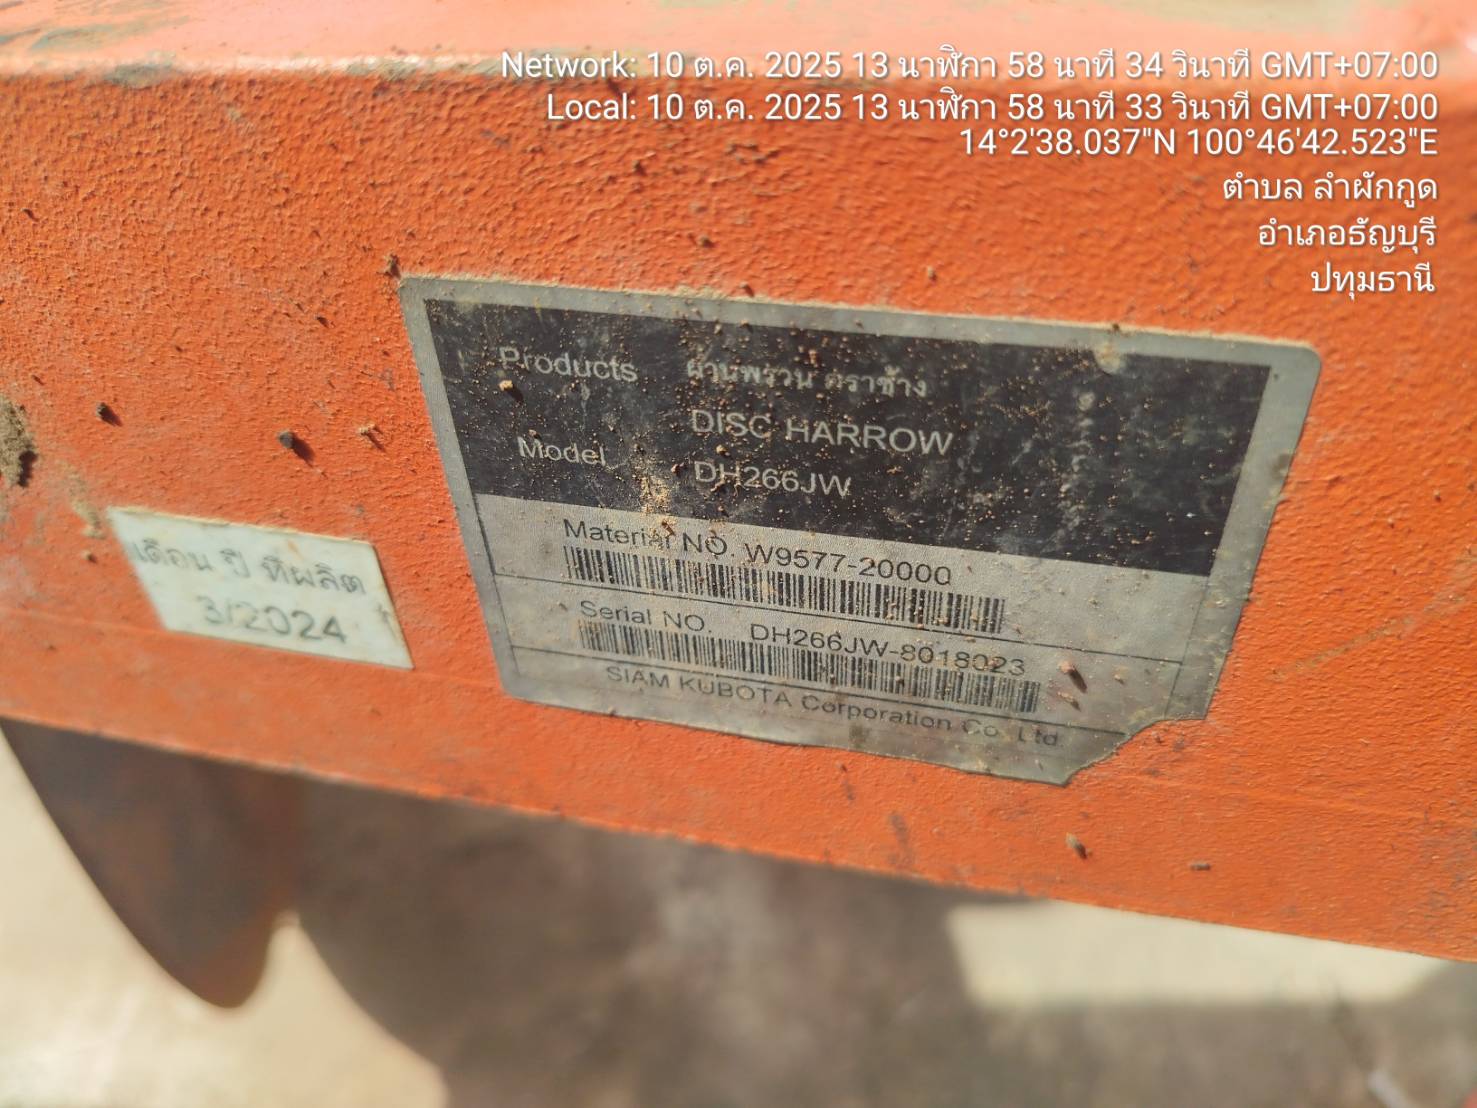 Network: 10 ต.ค. 2025 13 นาฬิกา 58 นาที 34 วินาที GMT+07:00
Local: 10 ต.ค. 2025 13 นาฬิกา 58 นาที 33 วินาที GMT+07:00
14°2'38.037"N 100°46'42.523"E
ตำบล ลำผักกูด
อำเภอธัญบุรี
ปทุมธานี
Products ผานพรวน ตราช้าง
DISC HARROW
Model DH266JW
Material NO. W9577-20000
Serial NO. DH266JW-8018023
SIAM KUBOTA Corporation Co. Ltd
เดือน ปี ที่ผลิต
3/2024